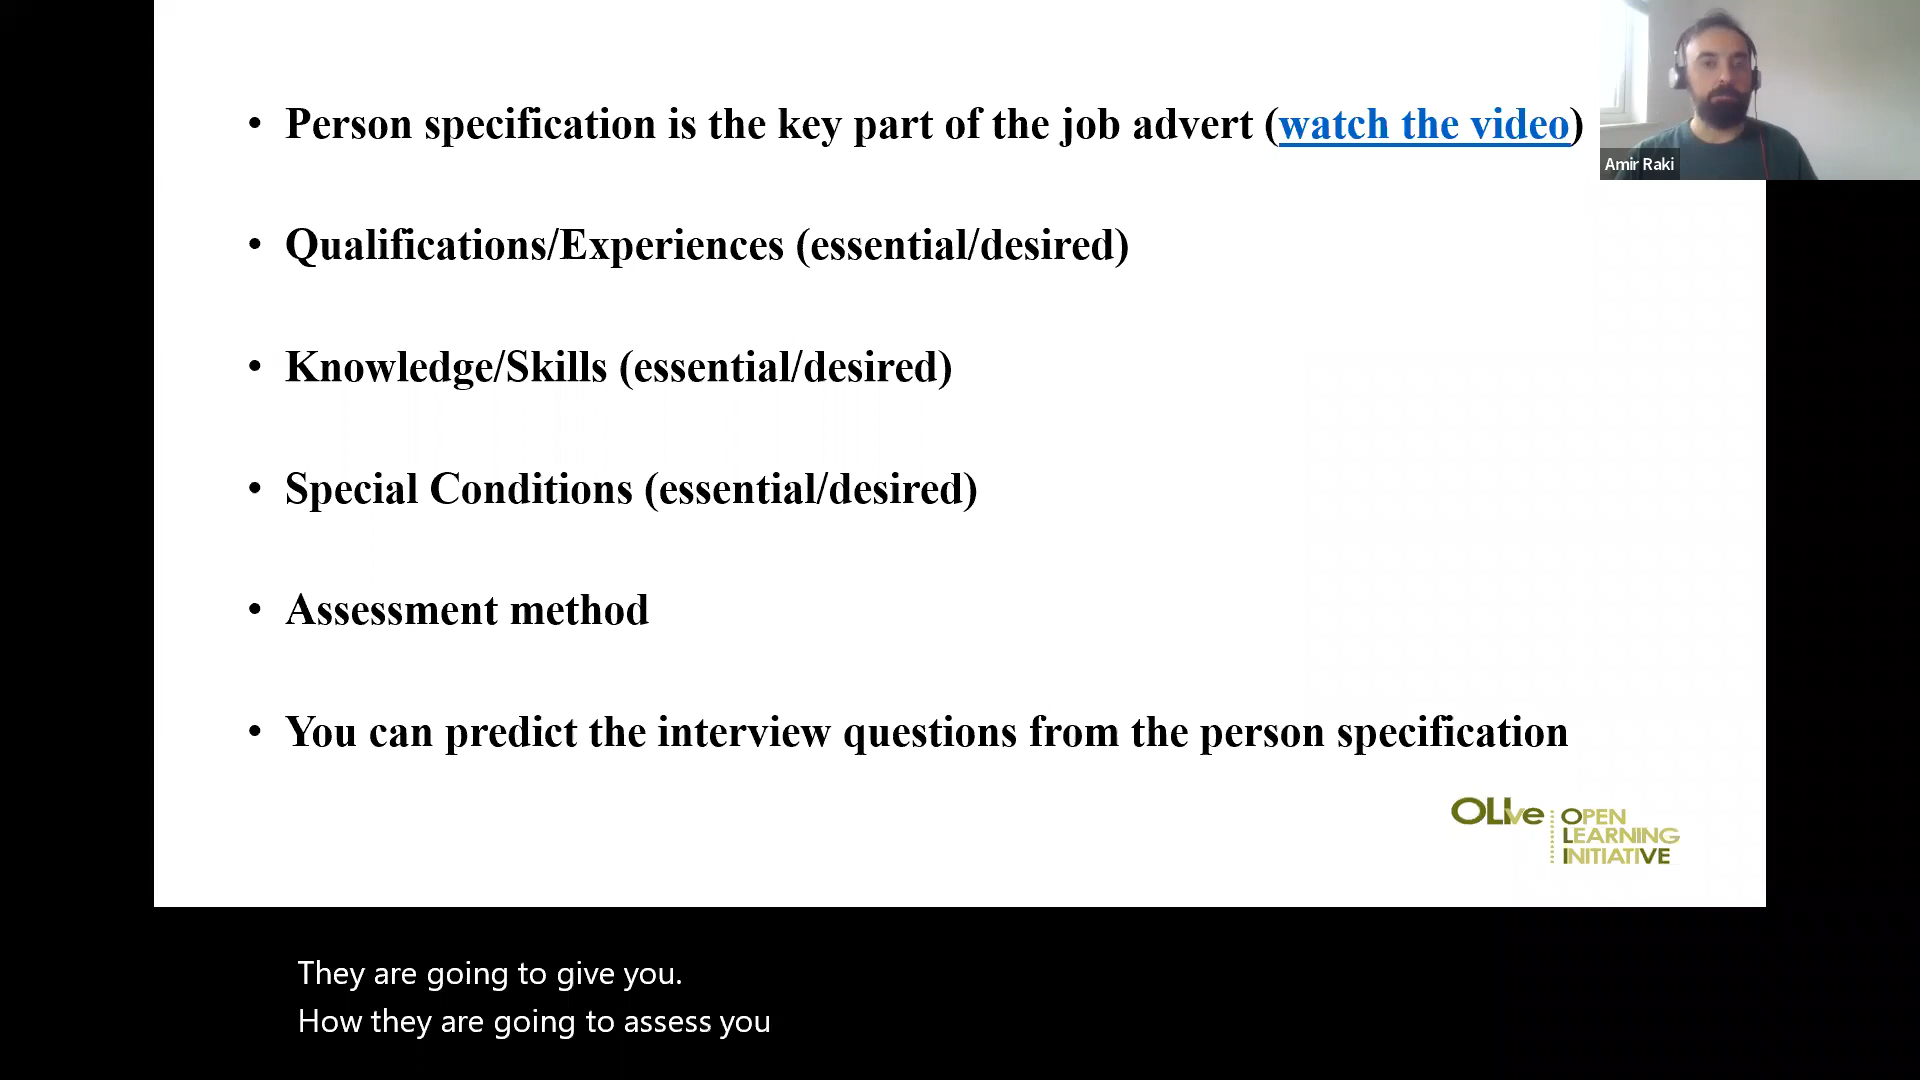 • Person specification is the key part of the job advert (watch the video)
Amir Raki
• Qualifications/Experiences (essential/desired)
• Knowledge/Skills (essential/desired)
• Special Conditions (essential/desired)
• Assessment method
• You can predict the interview questions from the person specification
OLIve
OPEN
LEARNING
INITIATIVE
They are going to give you.
How they are going to assess you